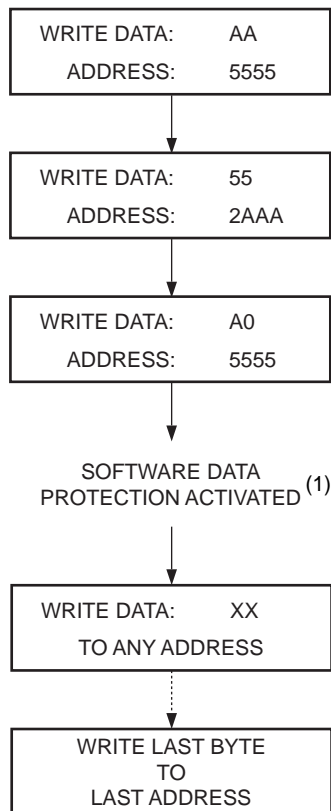 WRITE DATA: AA
ADDRESS: 5555
WRITE DATA: 55
ADDRESS: 2AAA
WRITE DATA: A0
ADDRESS: 5555
SOFTWARE DATA
PROTECTION ACTIVATED (1)
WRITE DATA: XX
TO ANY ADDRESS
WRITE LAST BYTE
TO
LAST ADDRESS